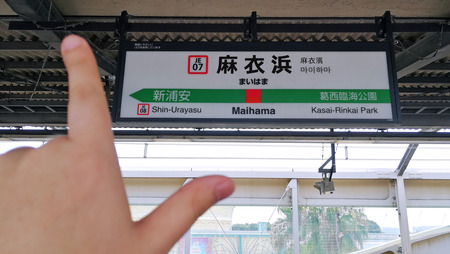 JE
07
麻衣浜
まいはま
麻衣滨
마이하마
新浦安
葛西臨海公園
JE
08
Shin-Urayasu
Maihama
Kasai-Rinkai Park